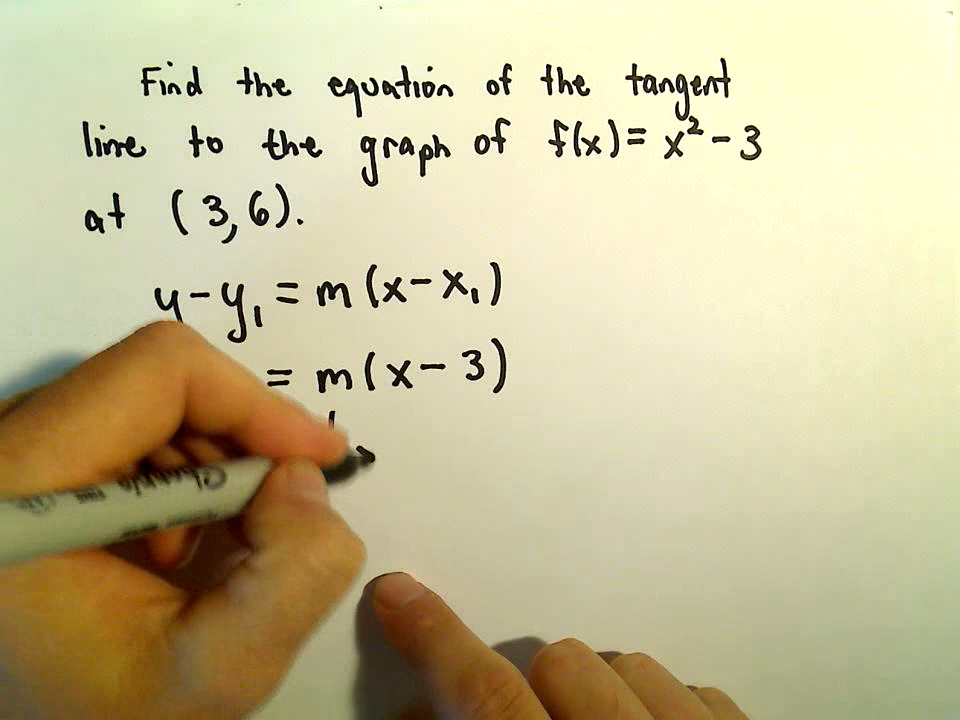 Find the equation of the tangent
line to the graph of f(x) = x² - 3
at (3,6).
y - y₁ = m(x - x₁)
= m(x - 3)